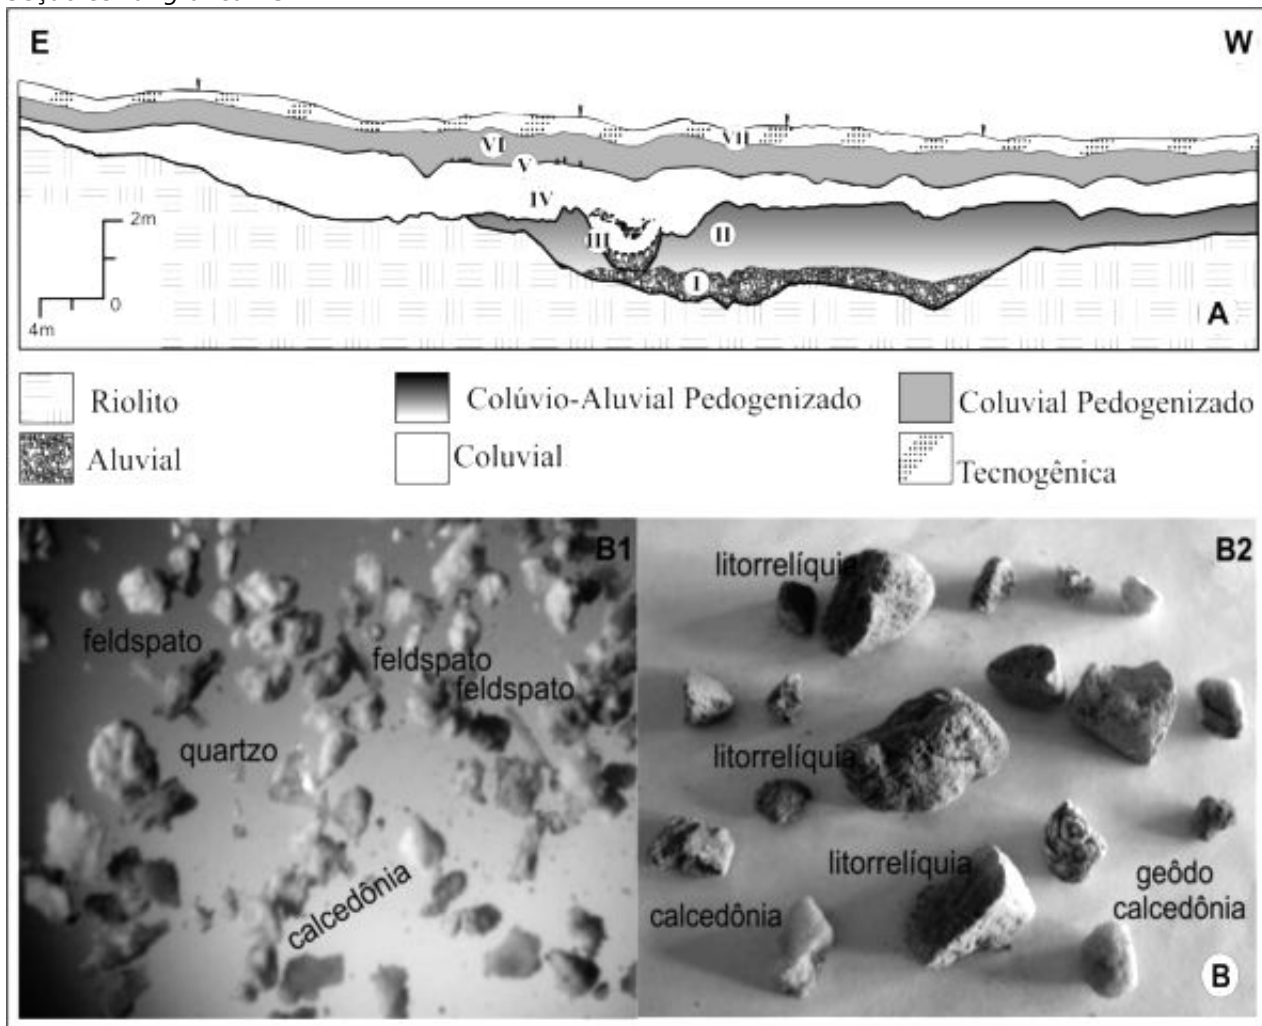 E
W
VI
VII
V
IV
III
II
I
2m
0
4m
A
Riolito
Colúvio-Aluvial Pedogenizado
Coluvial Pedogenizado
Aluvial
Coluvial
Tecnogênica
B1
feldspato
feldspato
feldspato
quartzo
calcedônia
B2
litorrelíquia
litorrelíquia
litorrelíquia
calcedônia
geôdo
calcedônia
B